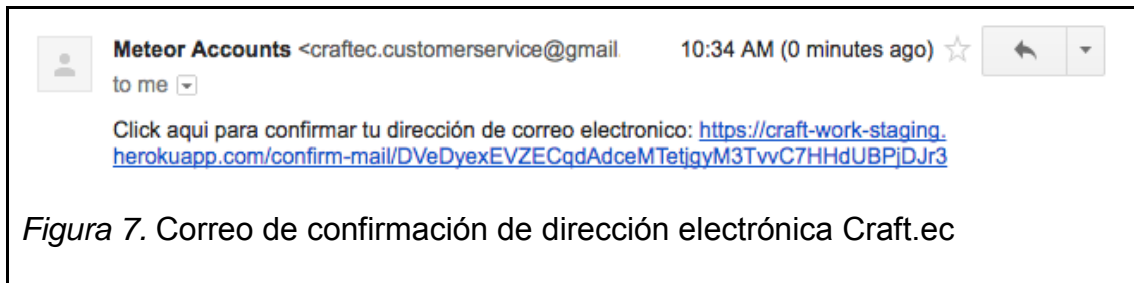 Meteor Accounts <craftec.customerservice@gmail. 10:34 AM (0 minutes ago)
to me
Click aqui para confirmar tu dirección de correo electronico: https://craft-work-staging.
herokuapp.com/confirm-mail/DVeDyexEVZECqdAdceMTetjgyM3TvvC7HHdUBPjDJr3
Figura 7. Correo de confirmación de dirección electrónica Craft.ec